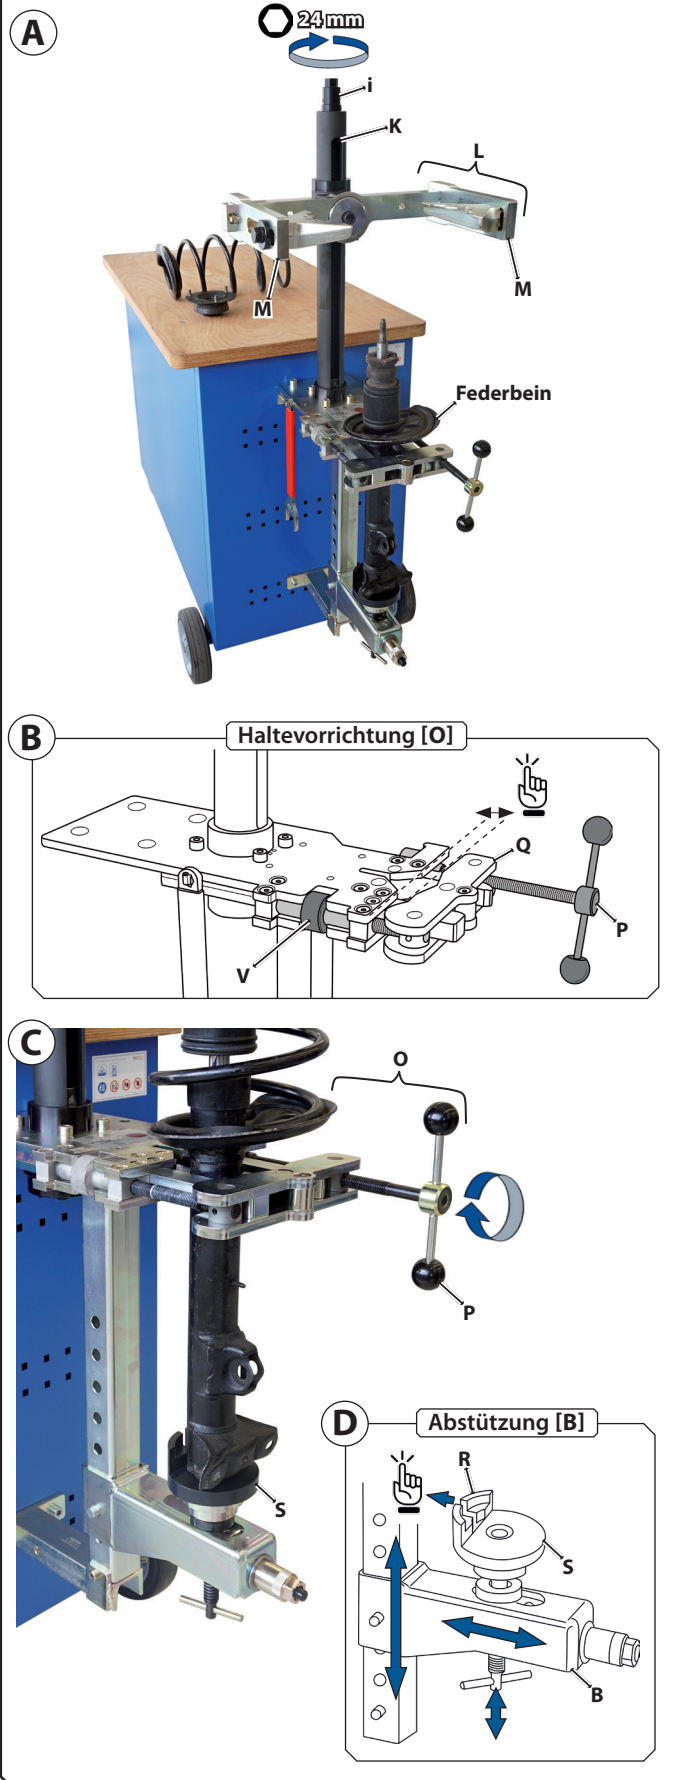 A
24 mm
i
K
L
M
M
Federbein
B
Haltevorrichtung [O]
Q
P
V
C
O
P
S
D
Abstützung [B]
R
S
B